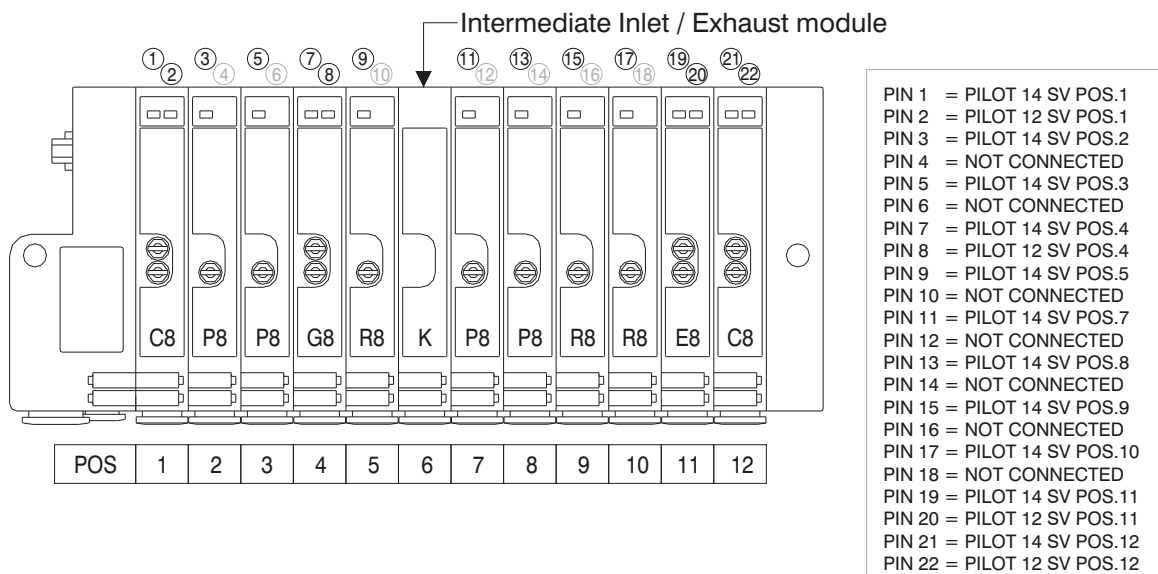 Intermediate Inlet / Exhaust module
1 3 5 7 9 11 13 15 17 19 21
2 4 6 8 10 12 14 16 18 20 22
C8 P8 P8 G8 R8 K P8 P8 R8 R8 E8 C8
POS 1 2 3 4 5 6 7 8 9 10 11 12
PIN 1 = PILOT 14 SV POS.1
PIN 2 = PILOT 12 SV POS.1
PIN 3 = PILOT 14 SV POS.2
PIN 4 = NOT CONNECTED
PIN 5 = PILOT 14 SV POS.3
PIN 6 = NOT CONNECTED
PIN 7 = PILOT 14 SV POS.4
PIN 8 = PILOT 12 SV POS.4
PIN 9 = PILOT 14 SV POS.5
PIN 10 = NOT CONNECTED
PIN 11 = PILOT 14 SV POS.7
PIN 12 = NOT CONNECTED
PIN 13 = PILOT 14 SV POS.8
PIN 14 = NOT CONNECTED
PIN 15 = PILOT 14 SV POS.9
PIN 16 = NOT CONNECTED
PIN 17 = PILOT 14 SV POS.10
PIN 18 = NOT CONNECTED
PIN 19 = PILOT 14 SV POS.11
PIN 20 = PILOT 12 SV POS.11
PIN 21 = PILOT 14 SV POS.12
PIN 22 = PILOT 12 SV POS.12